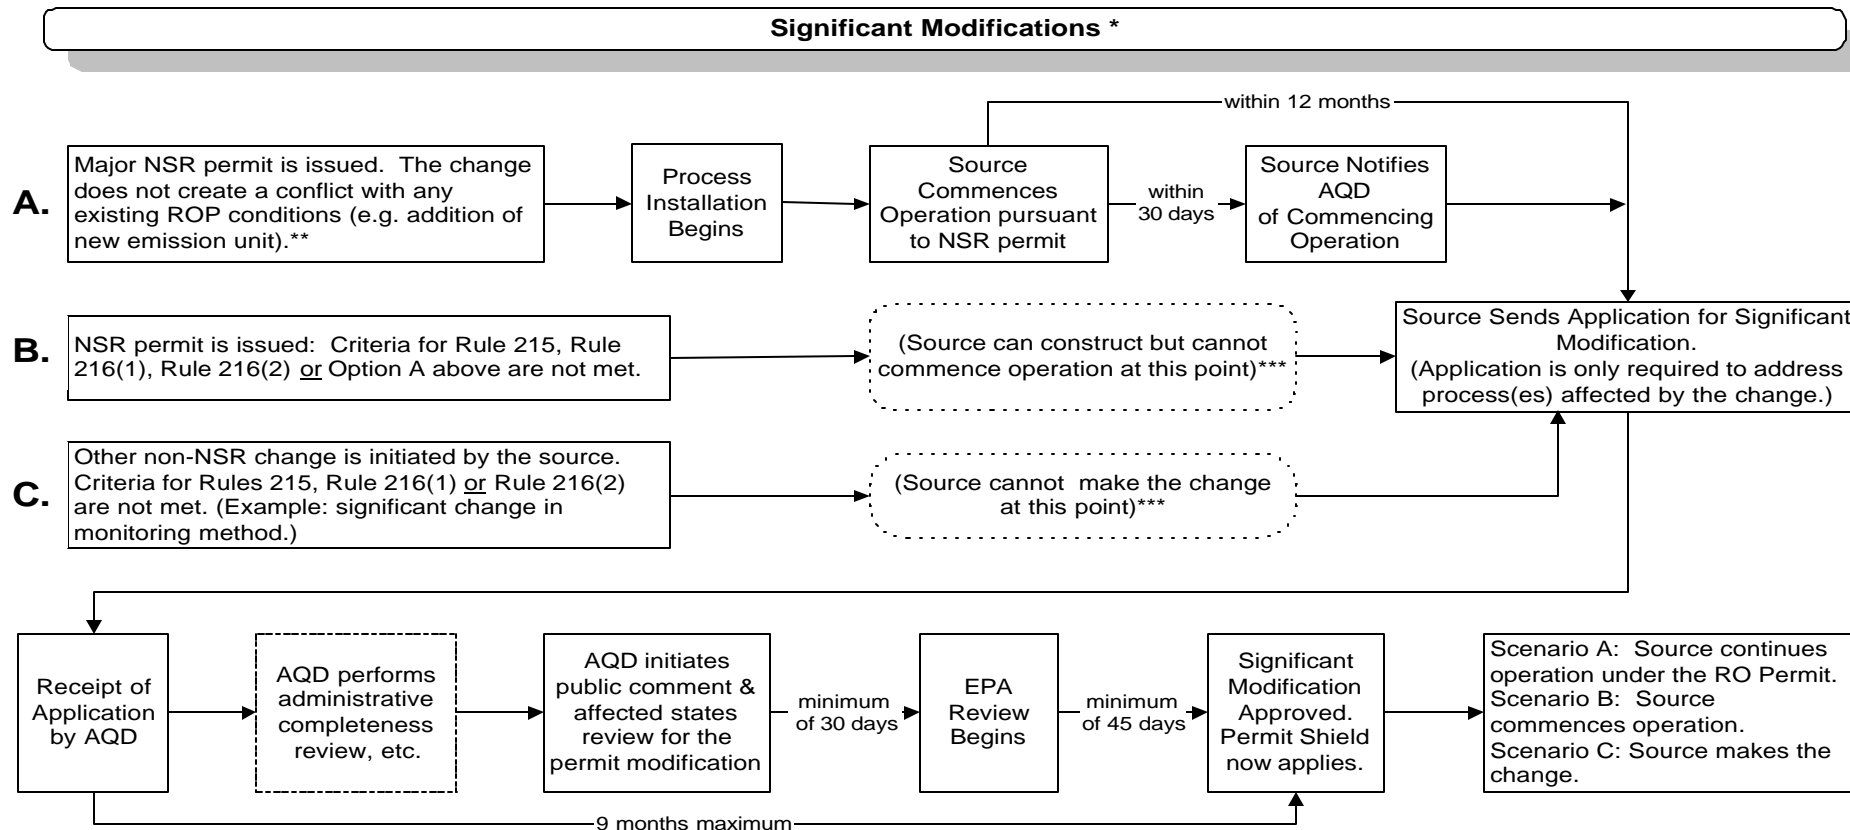 Significant Modifications *
within 12 months
A.
Major NSR permit is issued. The change
does not create a conflict with any
existing ROP conditions (e.g. addition of
new emission unit).**
Process
Installation
Begins
Source
Commences
Operation pursuant
to NSR permit
within
30 days
Source Notifies
AQD
of Commencing
Operation
B.
NSR permit is issued: Criteria for Rule 215, Rule
216(1), Rule 216(2) or Option A above are not met.
(Source can construct but cannot
commence operation at this point)***
Source Sends Application for Significant
Modification.
(Application is only required to address
process(es) affected by the change.)
C.
Other non-NSR change is initiated by the source.
Criteria for Rules 215, Rule 216(1) or Rule 216(2)
are not met. (Example: significant change in
monitoring method.)
(Source cannot make the change
at this point)***
Receipt of
Application
by AQD
AQD performs
administrative
completeness
review, etc.
AQD initiates
public comment &
affected states
review for the
permit modification
minimum
of 30 days
EPA
Review
Begins
minimum
of 45 days
Significant
Modification
Approved.
Permit Shield
now applies.
Scenario A: Source continues
operation under the RO Permit.
Scenario B: Source
commences operation.
Scenario C: Source makes the
change.
9 months maximum